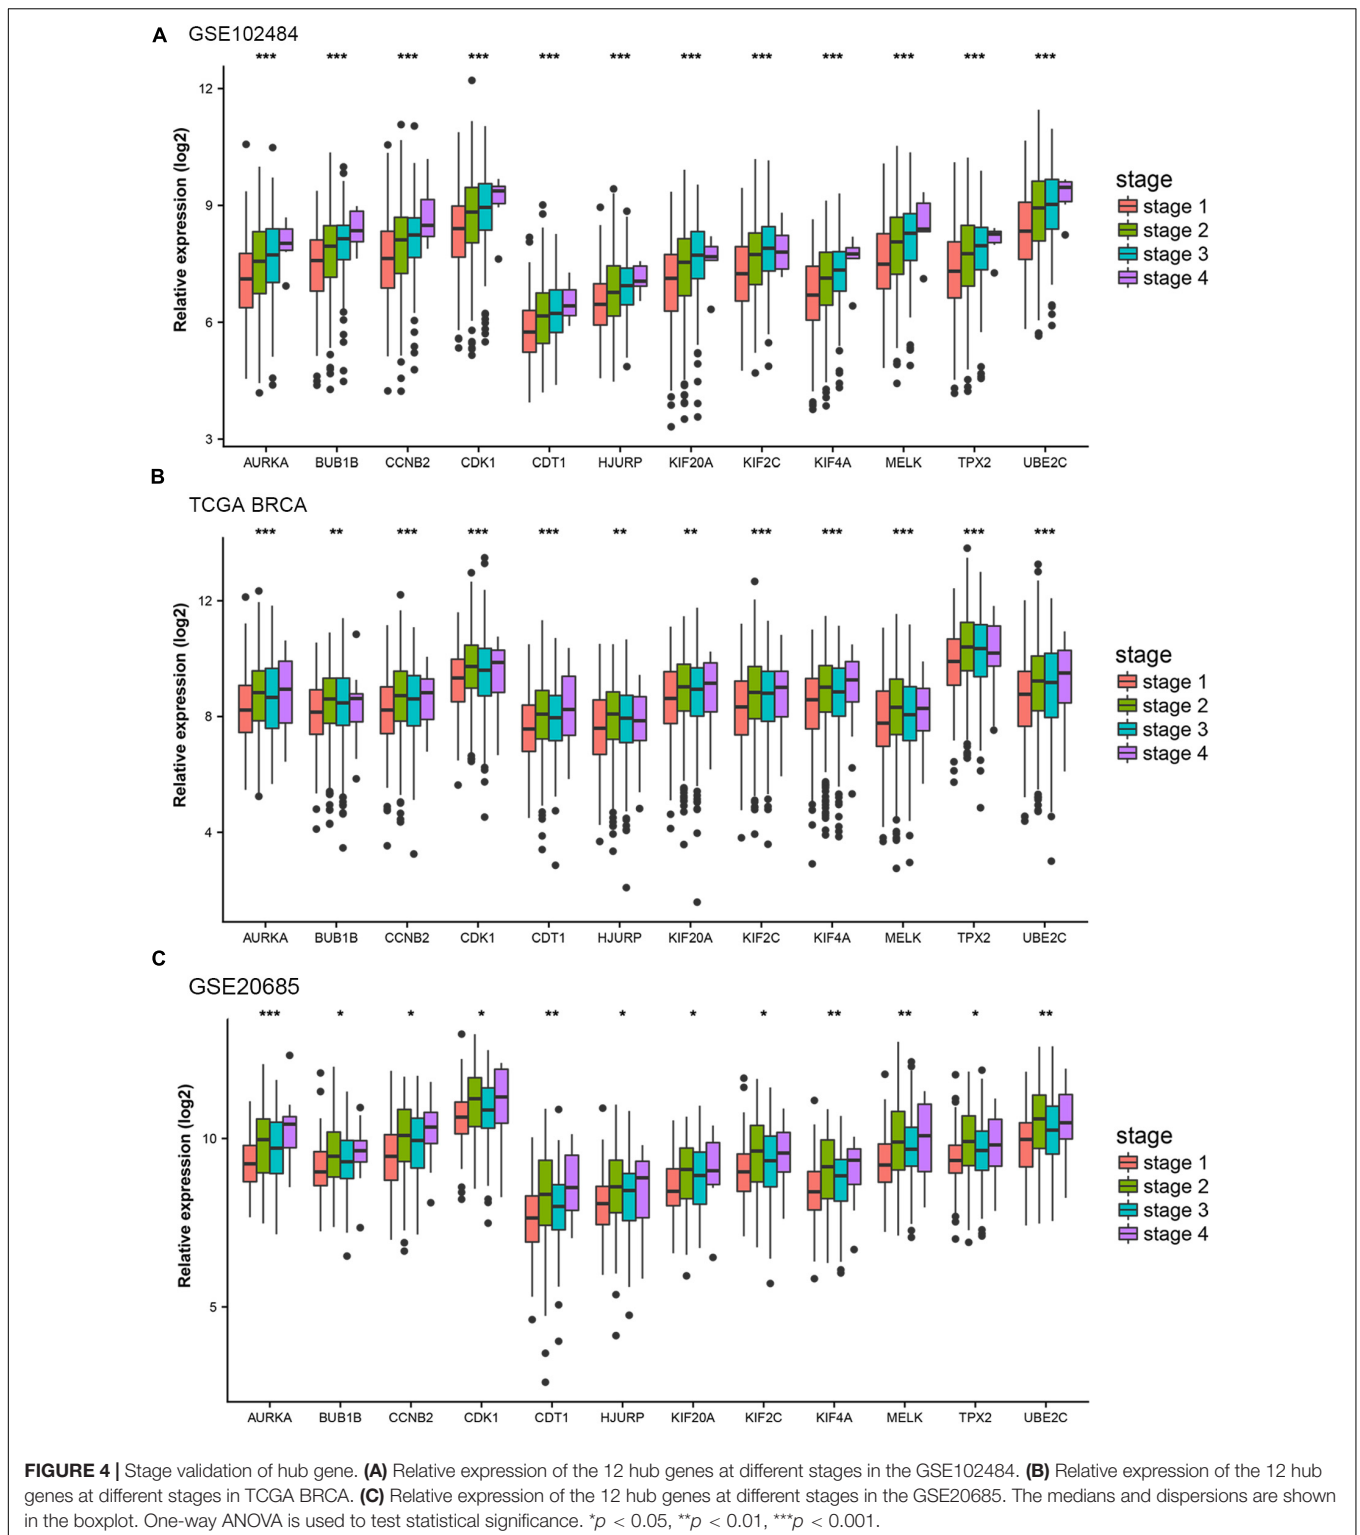 A GSE102484
*** *** *** *** *** *** *** *** *** *** *** ***
Relative expression (log2)
12
9
6
3
AURKA BUB1B CCNB2 CDK1 CDT1 HJURP KIF20A KIF2C KIF4A MELK TPX2 UBE2C
stage
stage 1
stage 2
stage 3
stage 4
B
TCGA BRCA
*** ** *** *** *** ** ** *** *** *** *** ***
Relative expression (log2)
12
8
4
AURKA BUB1B CCNB2 CDK1 CDT1 HJURP KIF20A KIF2C KIF4A MELK TPX2 UBE2C
stage
stage 1
stage 2
stage 3
stage 4
C
GSE20685
*** * * * ** * * * ** ** * **
Relative expression (log2)
10
5
AURKA BUB1B CCNB2 CDK1 CDT1 HJURP KIF20A KIF2C KIF4A MELK TPX2 UBE2C
stage
stage 1
stage 2
stage 3
stage 4
FIGURE 4 | Stage validation of hub gene. (A) Relative expression of the 12 hub genes at different stages in the GSE102484. (B) Relative expression of the 12 hub
genes at different stages in TCGA BRCA. (C) Relative expression of the 12 hub genes at different stages in the GSE20685. The medians and dispersions are shown
in the boxplot. One-way ANOVA is used to test statistical significance. *p < 0.05, **p < 0.01, ***p < 0.001.